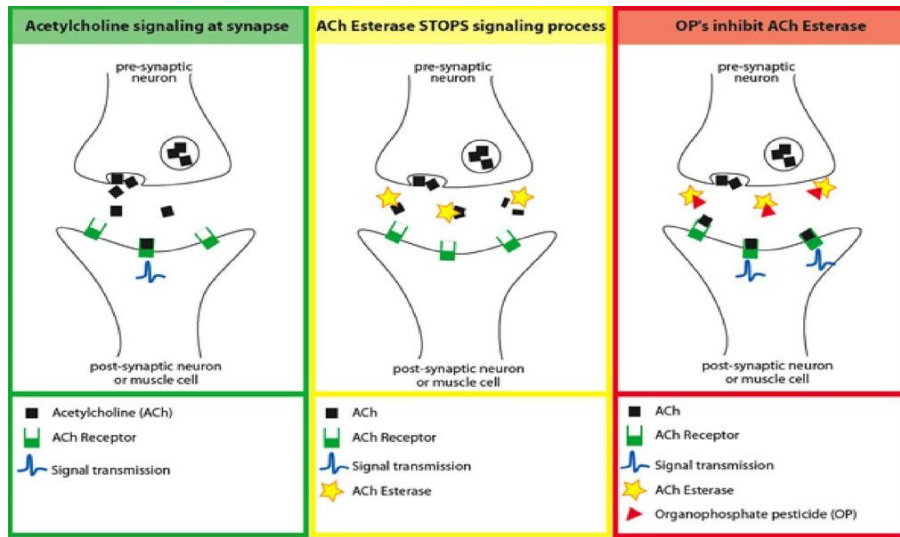 Acetylcholine signaling at synapse
pre-synaptic
neuron
post-synaptic neuron
or muscle cell
Acetylcholine (ACh)
ACh Receptor
Signal transmission
ACh Esterase STOPS signaling process
pre-synaptic
neuron
post-synaptic neuron
or muscle cell
ACh
ACh Receptor
Signal transmission
ACh Esterase
OP's inhibit ACh Esterase
pre-synaptic
neuron
post-synaptic neuron
or muscle cell
ACh
ACh Receptor
Signal transmission
ACh Esterase
Organophosphate pesticide (OP)